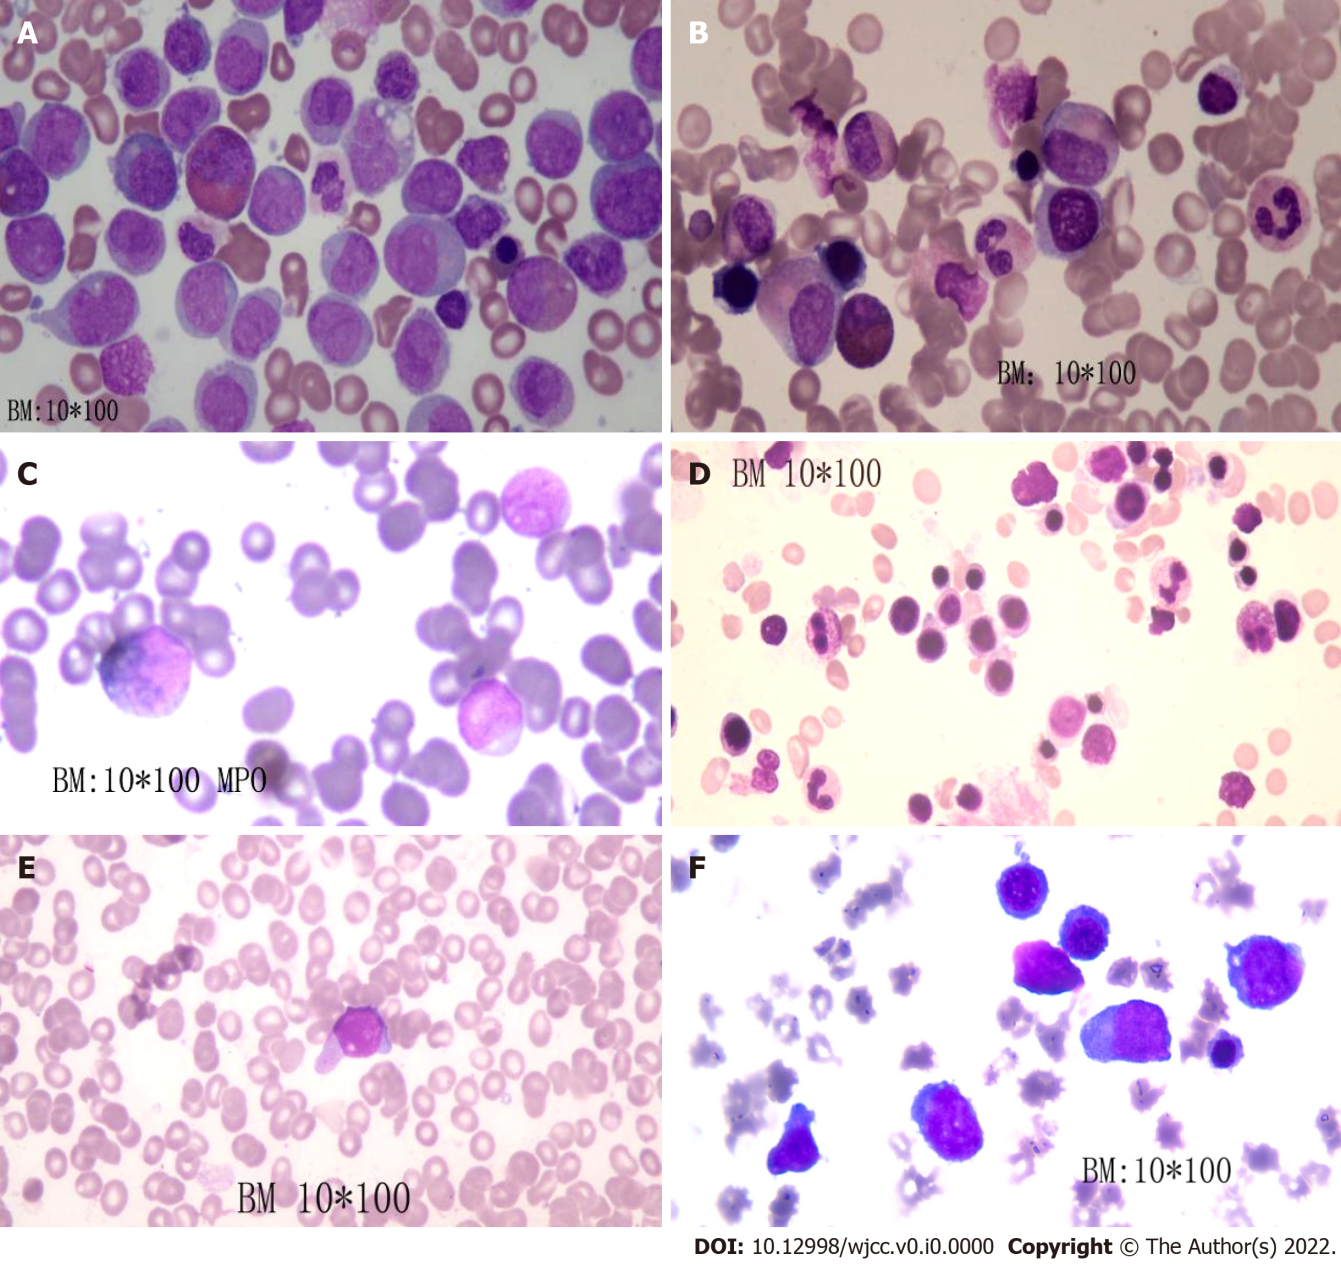 A
BM:10*100
B
BM: 10*100
C
BM:10*100 MPO
D BM 10*100
E
BM 10*100
F
BM:10*100
DOI: 10.12998/wjcc.v0.i0.0000 Copyright © The Author(s) 2022.